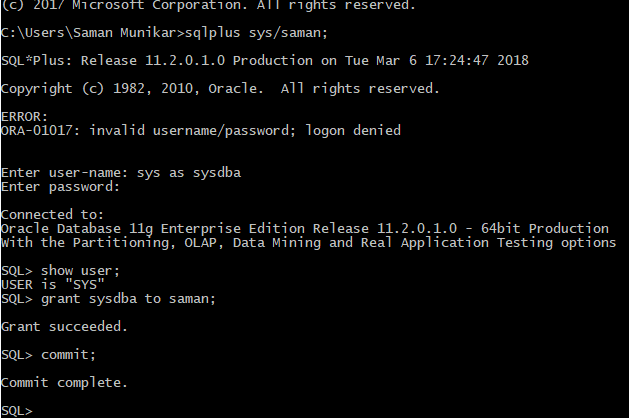 (c) 2017 Microsoft Corporation. All rights reserved.
C:\Users\Saman Munikar>sqlplus sys/saman;
SQL*Plus: Release 11.2.0.1.0 Production on Tue Mar 6 17:24:47 2018
Copyright (c) 1982, 2010, Oracle.  All rights reserved.
ERROR:
ORA-01017: invalid username/password; logon denied
Enter user-name: sys as sysdba
Enter password:
Connected to:
Oracle Database 11g Enterprise Edition Release 11.2.0.1.0 - 64bit Production
With the Partitioning, OLAP, Data Mining and Real Application Testing options
SQL> show user;
USER is "SYS"
SQL> grant sysdba to saman;
Grant succeeded.
SQL> commit;
Commit complete.
SQL>